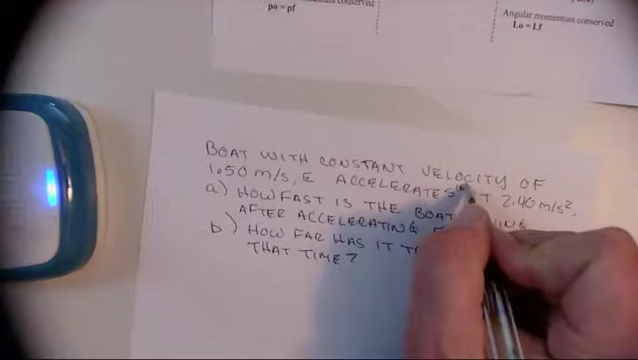 conserved
po = pf
Angular momentum conserved
Lo = Lf
BOAT WITH CONSTANT VELOCITY OF
1.50 m/s, E ACCELERATES AT 2.40 m/s²,
a) HOW FAST IS THE BOAT
AFTER ACCELERATING
b) HOW FAR HAS IT
THAT TIME?